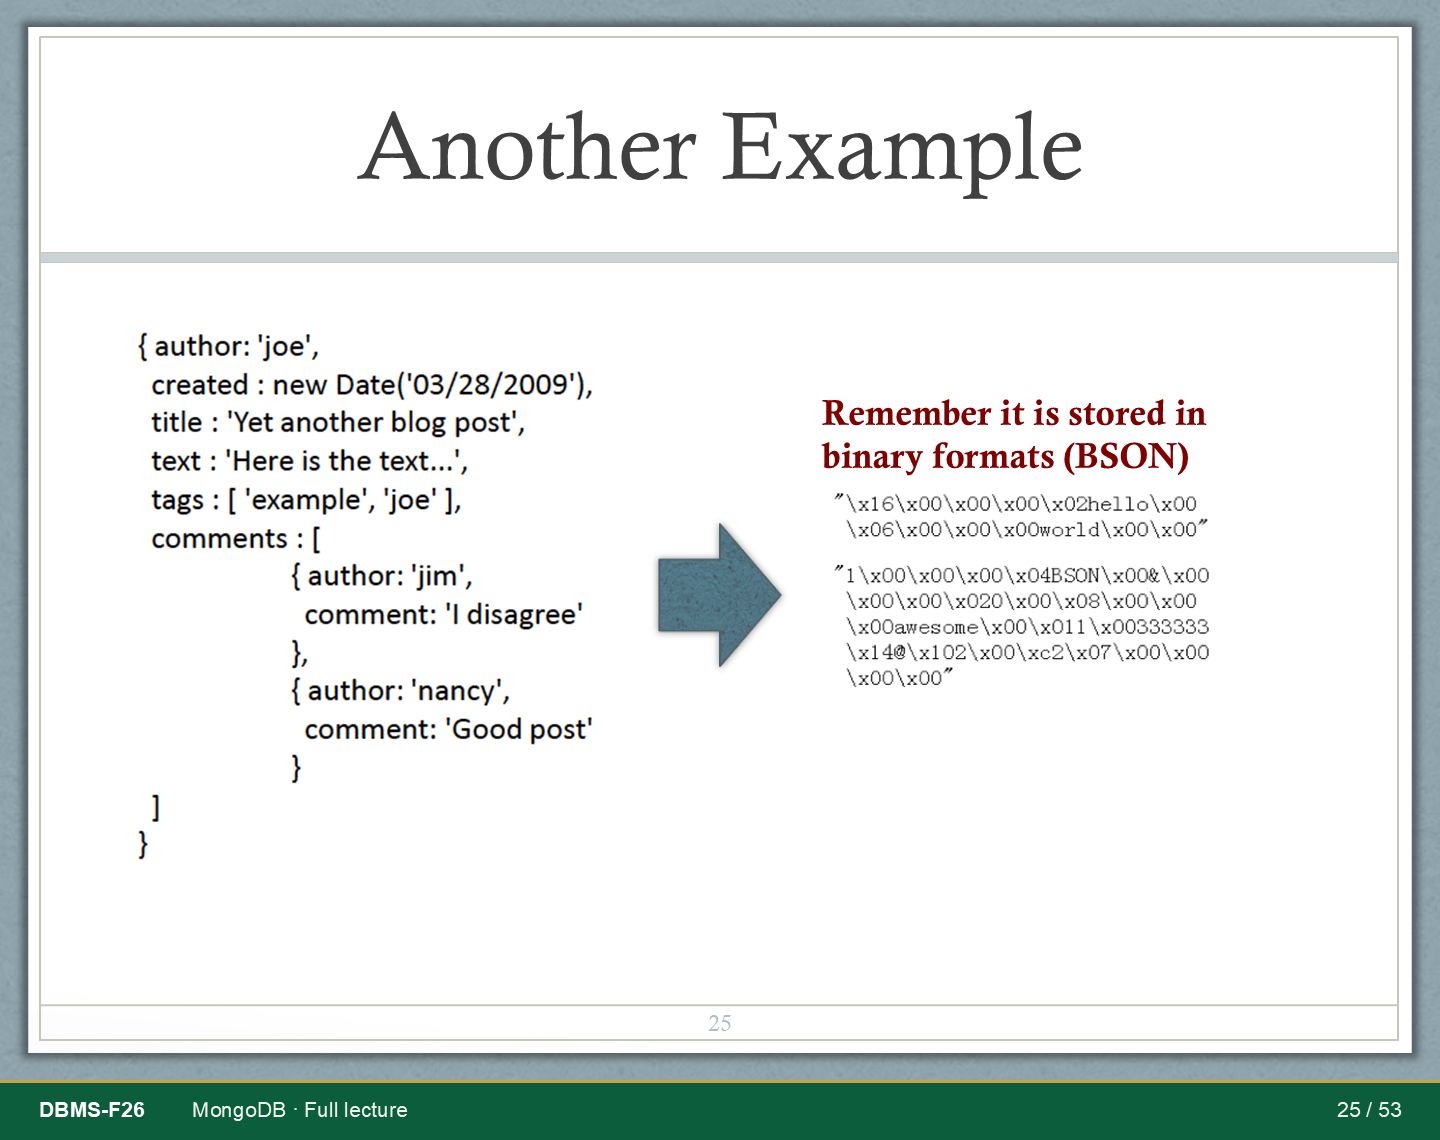 Another Example
{ author: 'joe',
created : new Date('03/28/2009'),
title : 'Yet another blog post',
text : 'Here is the text...',
tags : [ 'example', 'joe' ],
comments : [
{ author: 'jim',
comment: 'I disagree'
},
{ author: 'nancy',
comment: 'Good post'
}
]
}
Remember it is stored in
binary formats (BSON)
"\x16\x00\x00\x00\x02hello\x00
\x06\x00\x00\x00world\x00\x00"
"1\x00\x00\x00\x04BSON\x00&\x00
\x00\x00\x020\x00\x08\x00\x00
\x00awesome\x00\x011\x00333333
\x14@\x102\x00\xc2\x07\x00\x00
\x00\x00"
25
DBMS-F26 MongoDB · Full lecture 25 / 53